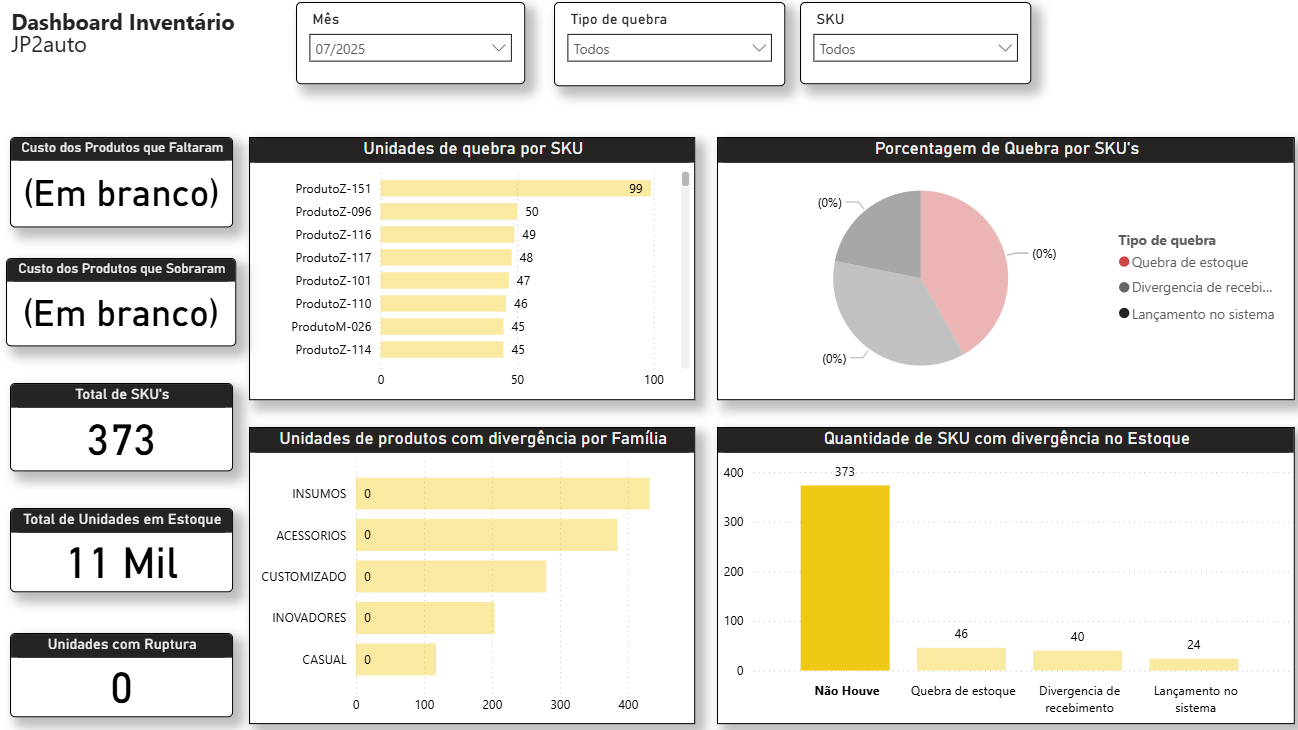 Dashboard Inventário
JP2auto
Mês
07/2025
Tipo de quebra
Todos
SKU
Todos
Custo dos Produtos que Faltaram
(Em branco)
Custo dos Produtos que Sobraram
(Em branco)
Total de SKU's
373
Total de Unidades em Estoque
11 Mil
Unidades com Ruptura
0
Unidades de quebra por SKU
ProdutoZ-151 99
ProdutoZ-096 50
ProdutoZ-116 49
ProdutoZ-117 48
ProdutoZ-101 47
ProdutoZ-110 46
ProdutoM-026 45
ProdutoZ-114 45
0 50 100
Porcentagem de Quebra por SKU's
(0%)
(0%)
(0%)
Tipo de quebra
Quebra de estoque
Divergencia de recebi...
Lançamento no sistema
Unidades de produtos com divergência por Família
INSUMOS 0
ACESSORIOS 0
CUSTOMIZADO 0
INOVADORES 0
CASUAL 0
0 100 200 300 400
Quantidade de SKU com divergência no Estoque
400
300
200
100
0
373
46
40
24
Não Houve
Quebra de estoque
Divergencia de
recebimento
Lançamento no
sistema